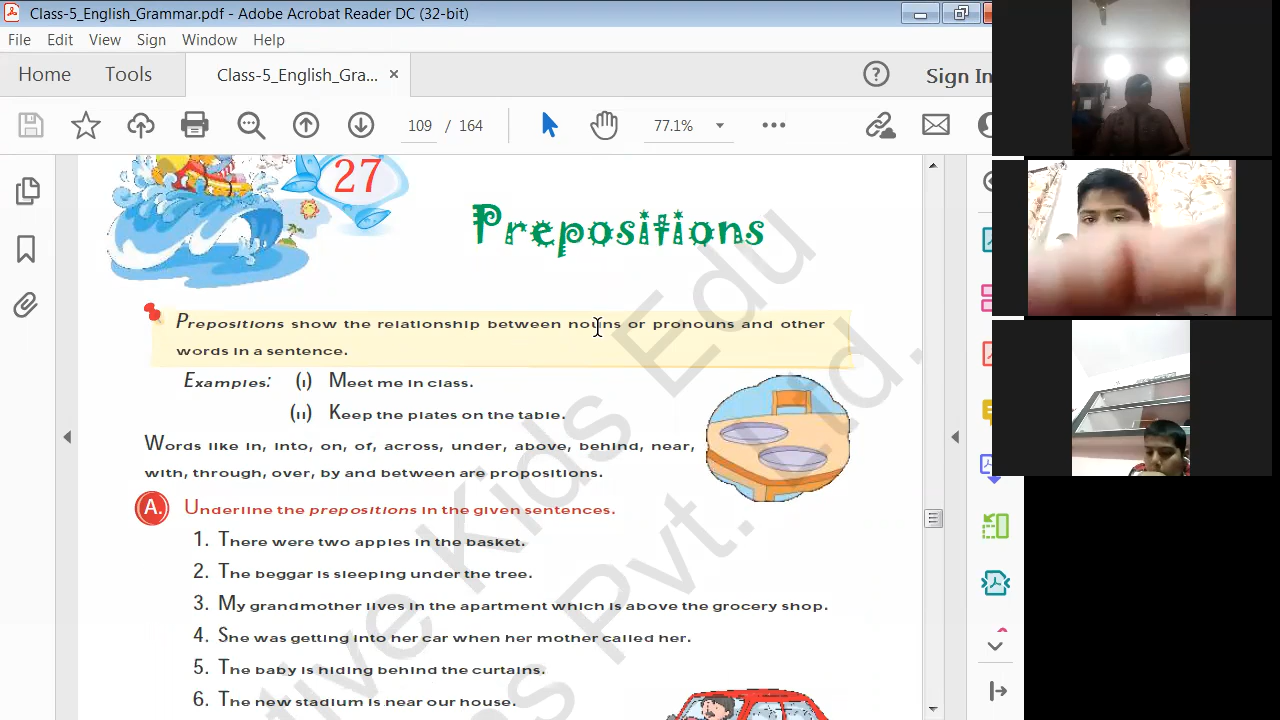 Class-5_English_Grammar.pdf - Adobe Acrobat Reader DC (32-bit)
File Edit View Sign Window Help
Home Tools Class-5_English_Gra... × Sign In
109 / 164 77.1%
27
Prepositions
Prepositions show the relationship between nouns or pronouns and other
words in a sentence.
Examples: (i) Meet me in class.
(ii) Keep the plates on the table.
Words like in, into, on, of, across, under, above, behind, near,
with, through, over, by and between are propositions.
A. Underline the prepositions in the given sentences.
1. There were two apples in the basket.
2. The beggar is sleeping under the tree.
3. My grandmother lives in the apartment which is above the grocery shop.
4. She was getting into her car when her mother called her.
5. The baby is hiding behind the curtains.
6. The new stadium is near our house.
Kids Edu
Pvt. Ltd.